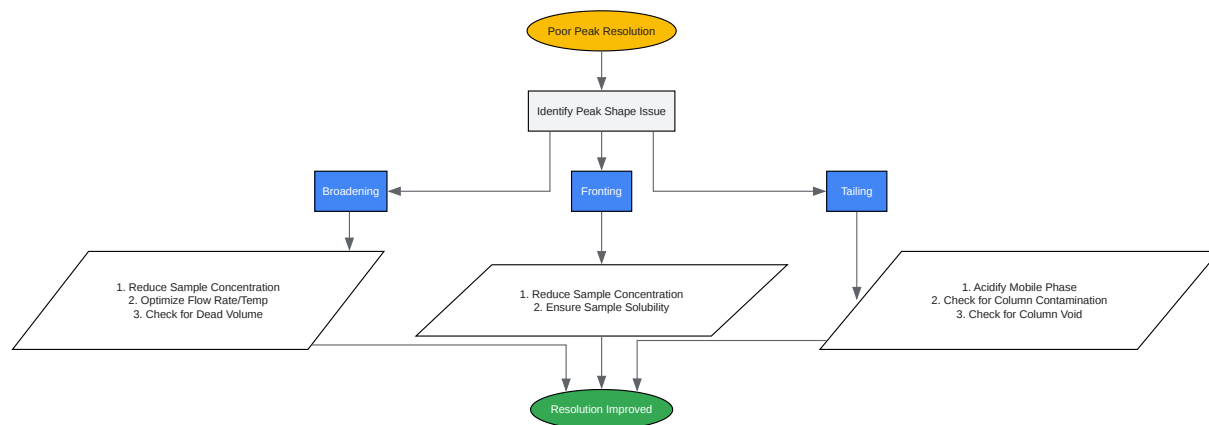 Poor Peak Resolution
Identify Peak Shape Issue
Broadening
Fronting
Tailing
1. Reduce Sample Concentration
2. Optimize Flow Rate/Temp
3. Check for Dead Volume
1. Reduce Sample Concentration
2. Ensure Sample Solubility
1. Acidify Mobile Phase
2. Check for Column Contamination
3. Check for Column Void
Resolution Improved